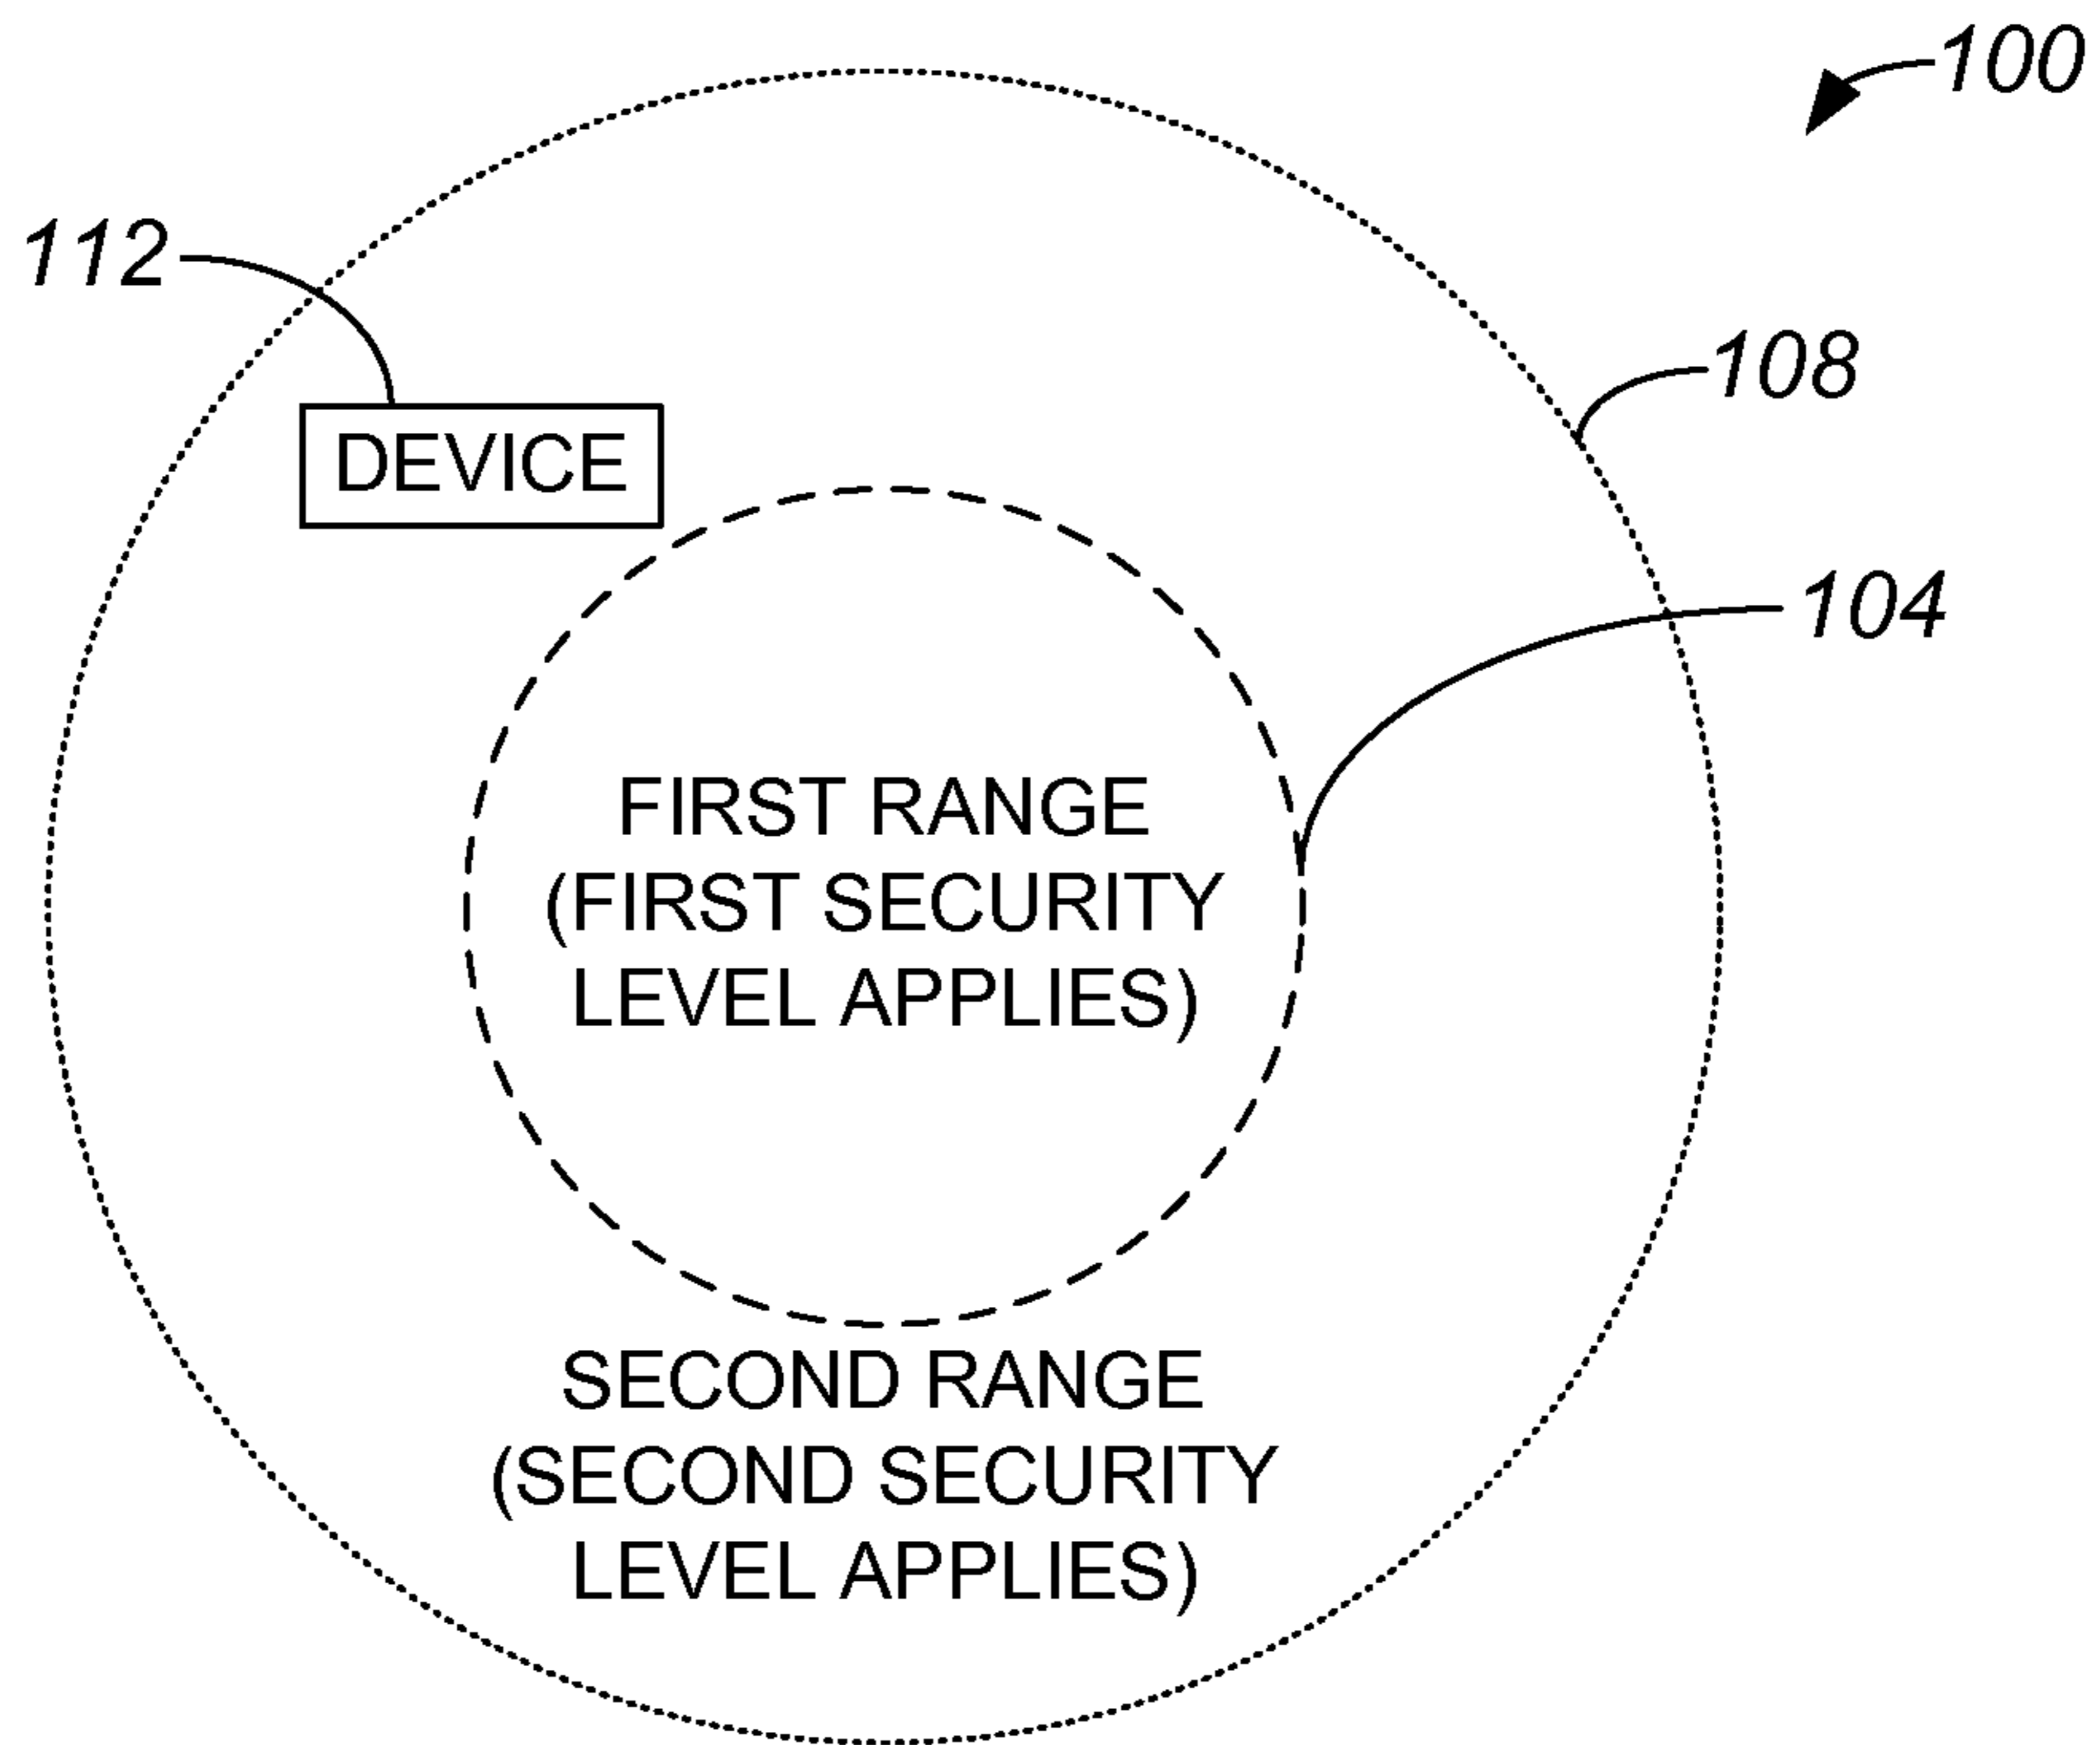 100
112
108
DEVICE
104
FIRST RANGE
(FIRST SECURITY
LEVEL APPLIES)
SECOND RANGE
(SECOND SECURITY
LEVEL APPLIES)